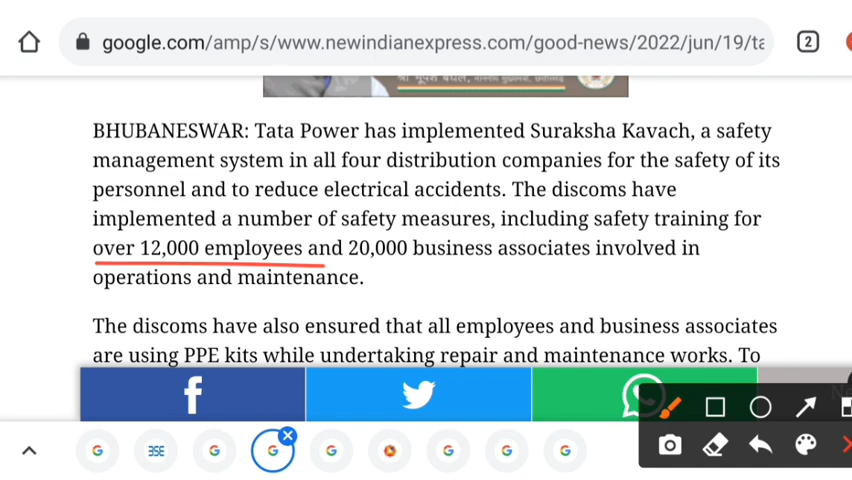 google.com/amp/s/www.newindianexpress.com/good-news/2022/jun/19/ta
2
BHUBANESWAR: Tata Power has implemented Suraksha Kavach, a safety
management system in all four distribution companies for the safety of its
personnel and to reduce electrical accidents. The discoms have
implemented a number of safety measures, including safety training for
over 12,000 employees and 20,000 business associates involved in
operations and maintenance.
The discoms have also ensured that all employees and business associates
are using PPE kits while undertaking repair and maintenance works. To
BSE